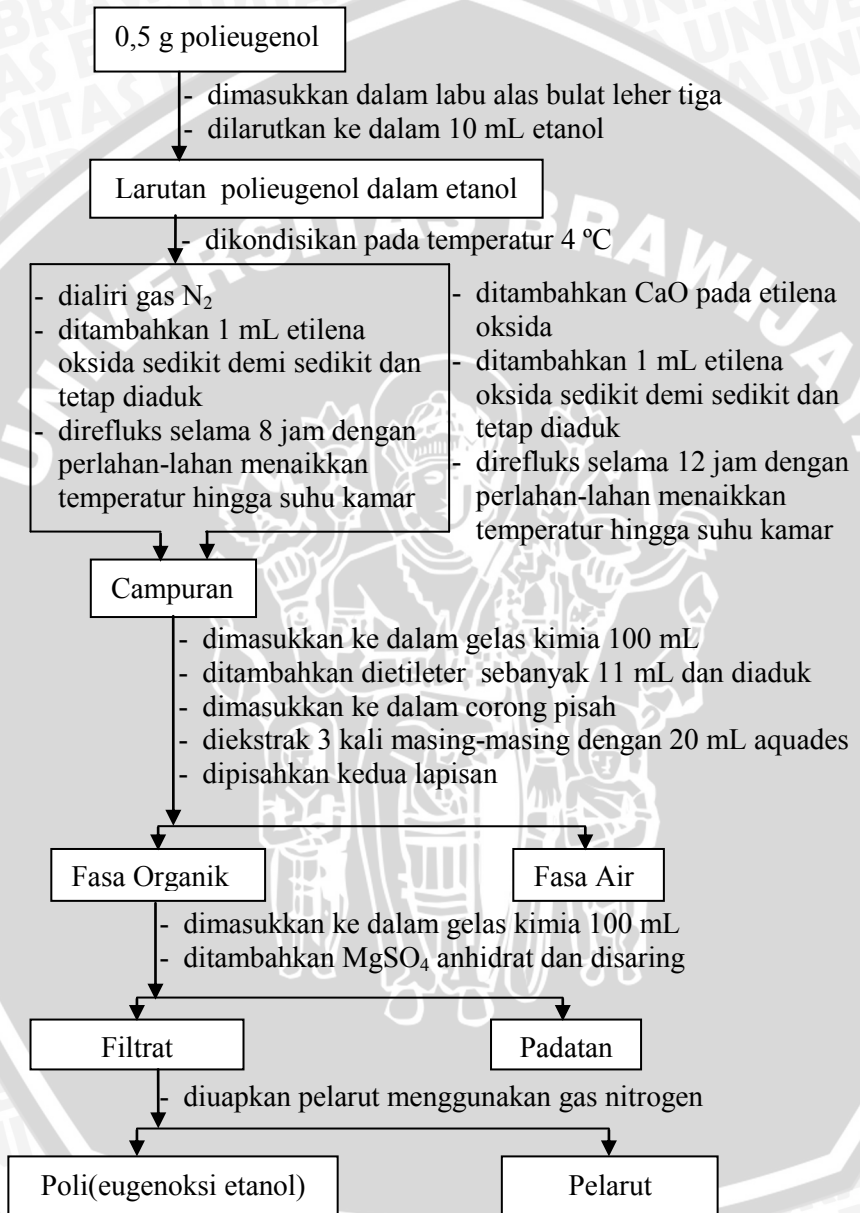 0,5 g polieugenol
- dimasukkan dalam labu alas bulat leher tiga
- dilarutkan ke dalam 10 mL etanol
Larutan polieugenol dalam etanol
- dikondisikan pada temperatur 4 ºC
- dialiri gas N₂
- ditambahkan 1 mL etilena
oksida sedikit demi sedikit dan
tetap diaduk
- direfluks selama 8 jam dengan
perlahan-lahan menaikkan
temperatur hingga suhu kamar
- ditambahkan CaO pada etilena
oksida
- ditambahkan 1 mL etilena
oksida sedikit demi sedikit dan
tetap diaduk
- direfluks selama 12 jam dengan
perlahan-lahan menaikkan
temperatur hingga suhu kamar
Campuran
- dimasukkan ke dalam gelas kimia 100 mL
- ditambahkan dietileter sebanyak 11 mL dan diaduk
- dimasukkan ke dalam corong pisah
- diekstrak 3 kali masing-masing dengan 20 mL aquades
- dipisahkan kedua lapisan
Fasa Organik
Fasa Air
- dimasukkan ke dalam gelas kimia 100 mL
- ditambahkan MgSO₄ anhidrat dan disaring
Filtrat
Padatan
- diuapkan pelarut menggunakan gas nitrogen
Poli(eugenoksi etanol)
Pelarut
UNIVERSITAS BRAWIJAYA